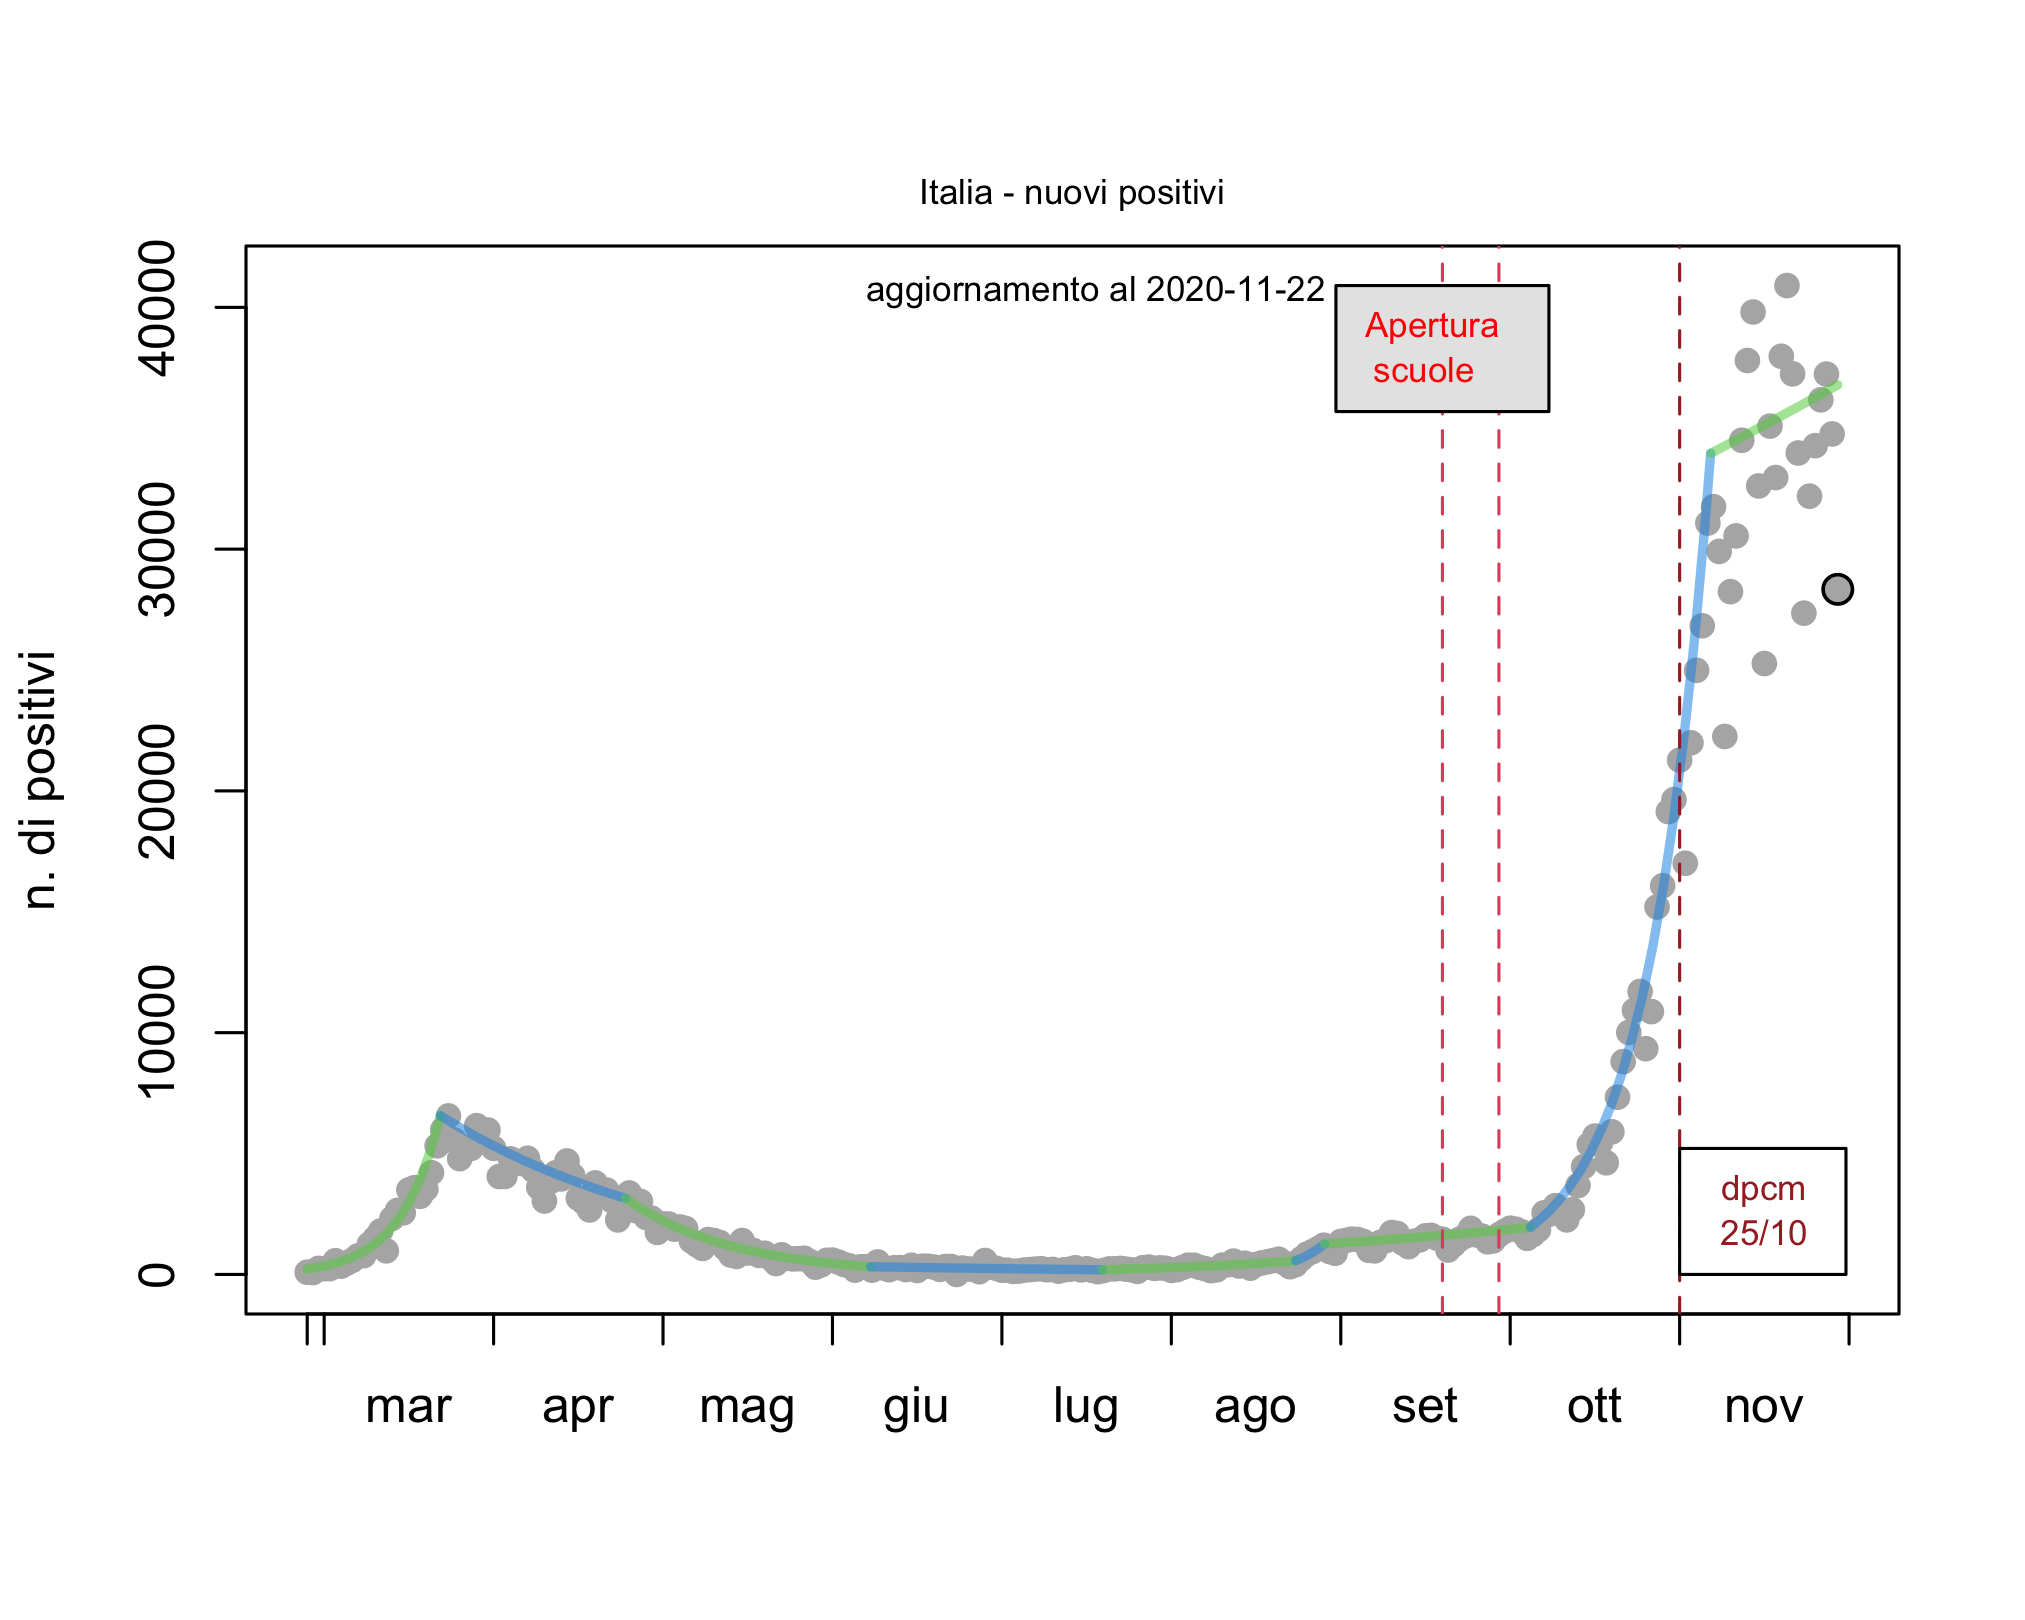 Italia - nuovi positivi
aggiornamento al 2020-11-22
Apertura
scuole
40000
30000
20000
10000
0
n. di positivi
dpcm
25/10
mar apr mag giu lug ago set ott nov